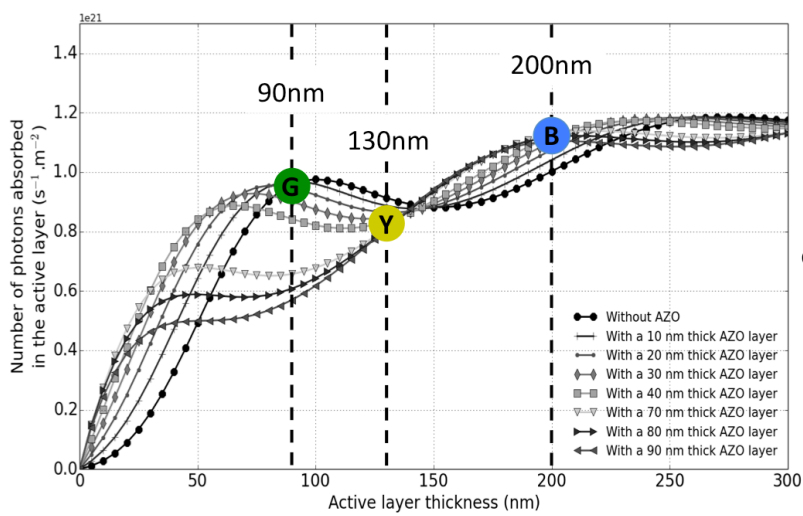 1e21
1.4
1.2
1.0
0.8
0.6
0.4
0.2
0.0
Number of photons absorbed
in the active layer (s⁻¹.m⁻²)
90nm
130nm
200nm
G
Y
B
Without AZO
With a 10 nm thick AZO layer
With a 20 nm thick AZO layer
With a 30 nm thick AZO layer
With a 40 nm thick AZO layer
With a 70 nm thick AZO layer
With a 80 nm thick AZO layer
With a 90 nm thick AZO layer
0 50 100 150 200 250 300
Active layer thickness (nm)